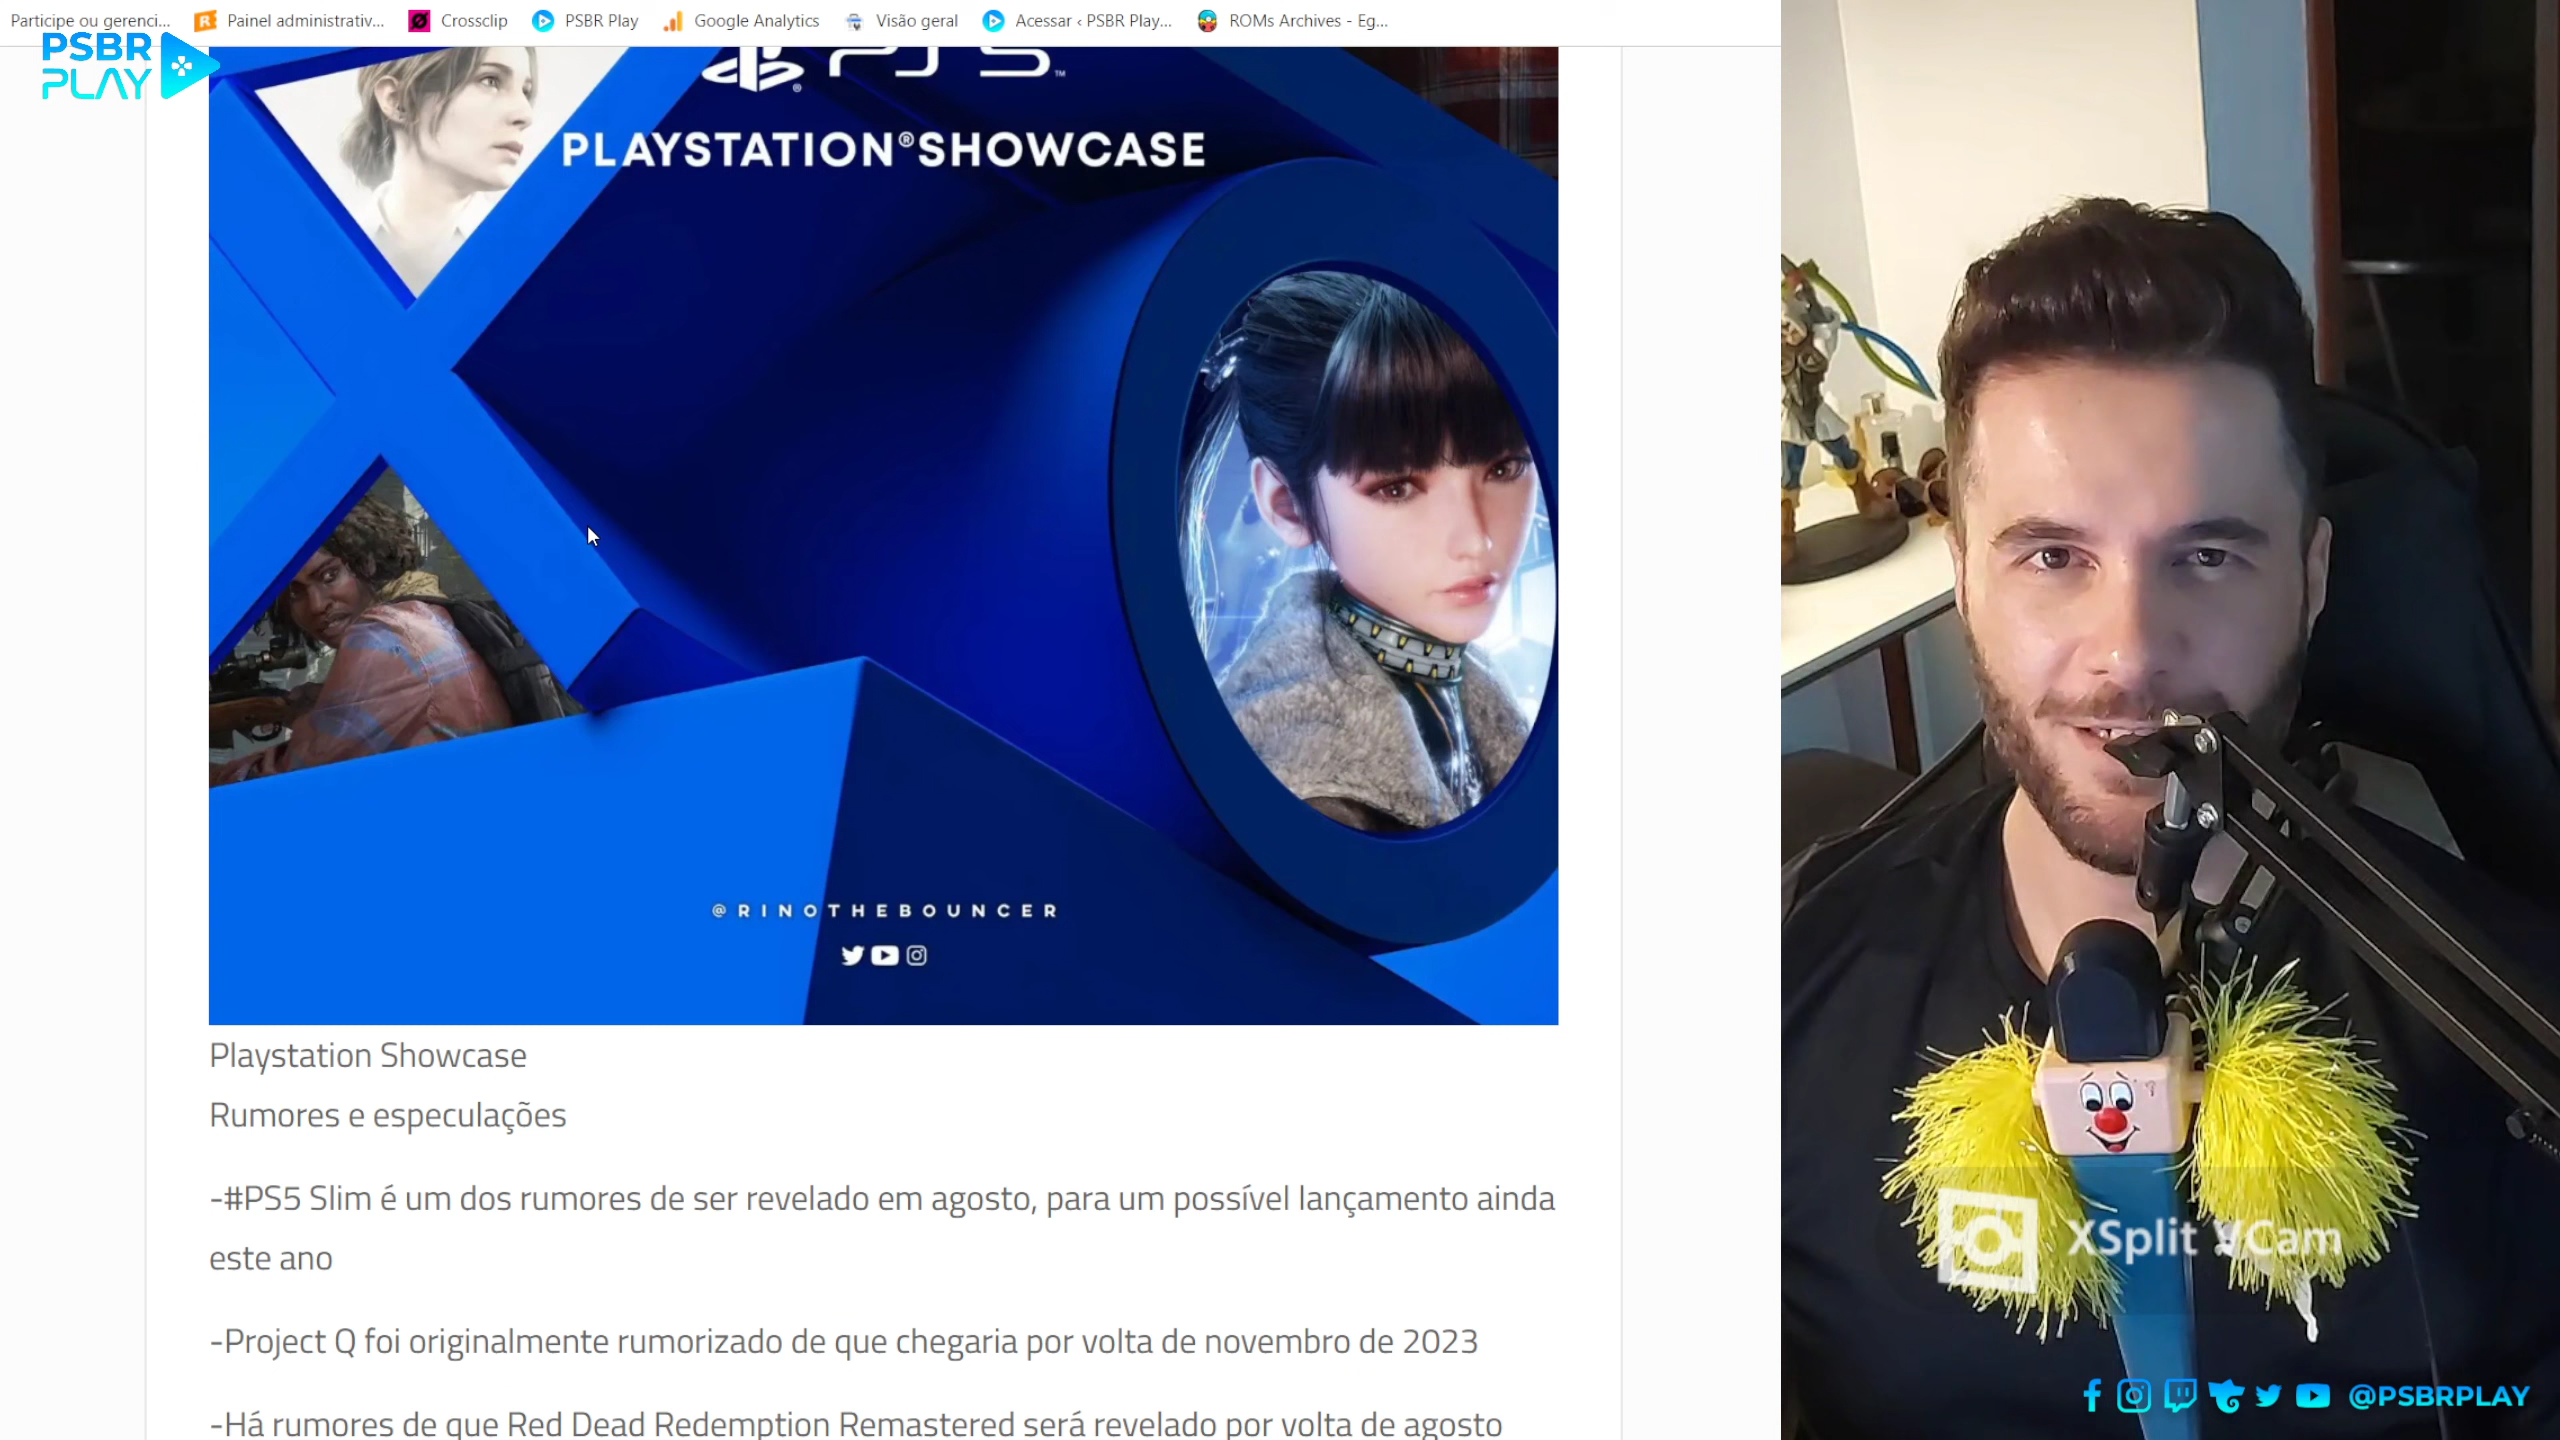 Participe ou gerenci...
Painel administrativ...
Crossclip
PSBR Play
Google Analytics
Visão geral
Acessar ‹ PSBR Play...
ROMs Archives - Eg...
PSBR
PLAY
PS5™
PLAYSTATION®SHOWCASE
@RINOTHEBOUNCER
Playstation Showcase
Rumores e especulações
-#PS5 Slim é um dos rumores de ser revelado em agosto, para um possível lançamento ainda
este ano
-Project Q foi originalmente rumorizado de que chegaria por volta de novembro de 2023
-Há rumores de que Red Dead Redemption Remastered será revelado por volta de agosto
XSplit VCam
@PSBRPLAY